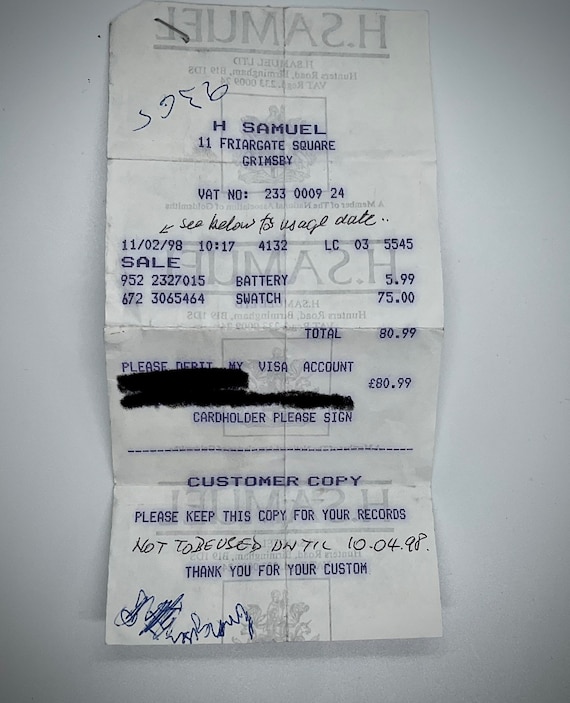 H SAMUEL
11 FRIARGATE SQUARE
GRIMSBY
VAT NO: 233 0009 24
see below for usage date..
11/02/98 10:17 4132 LC 03 5545
SALE
952 2327015 BATTERY 5.99
672 3065464 SWATCH 75.00
TOTAL 80.99
PLEASE DEBIT MY VISA ACCOUNT
£80.99
CARDHOLDER PLEASE SIGN
CUSTOMER COPY
PLEASE KEEP THIS COPY FOR YOUR RECORDS
NOT TO BE USED UNTIL 10.04.98.
THANK YOU FOR YOUR CUSTOM